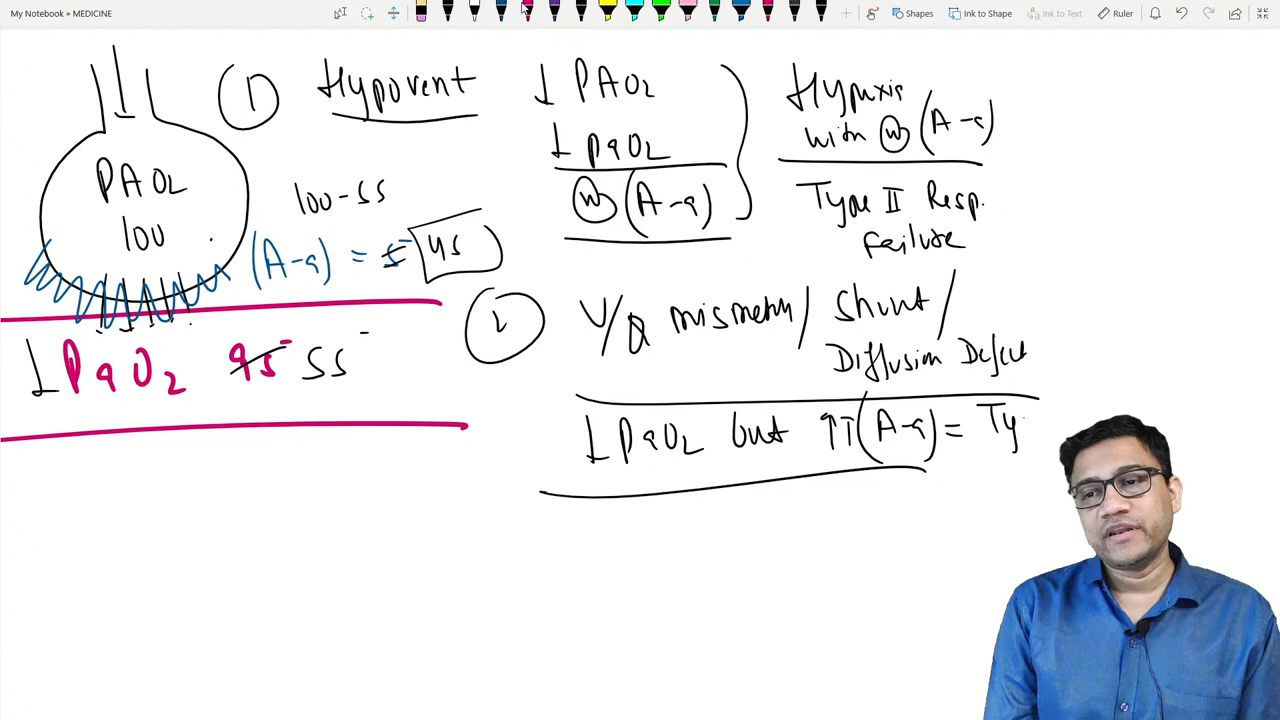 My Notebook » MEDICINE
Shapes
Ink to Shape
Ink to Text
Ruler
① Hypovent
PAO2
100
100-55
(A-a) = 5 45
↓ PaO2 95 55
↓ PAO2
↓ PaO2
Ⓝ (A-a)
Hypoxia
with Ⓝ (A-a)
Type II Resp.
Failure
② V/Q mismatch / Shunt /
Diffusion Defect
↓ PaO2 but ↑↑ (A-a) = Ty